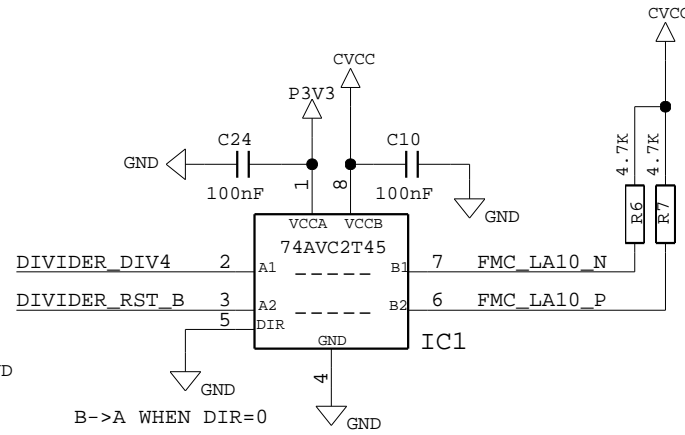 CVCC
CVCC
P3V3
C24
C10
GND
100nF
1
8
100nF
GND
4.7K
4.7K
R6
R7
VCCA
VCCB
74AVC2T45
DIVIDER_DIV4
2
A1
B1
7
FMC_LA10_N
DIVIDER_RST_B
3
A2
B2
6
FMC_LA10_P
5
DIR
GND
IC1
4
GND
GND
B->A WHEN DIR=0